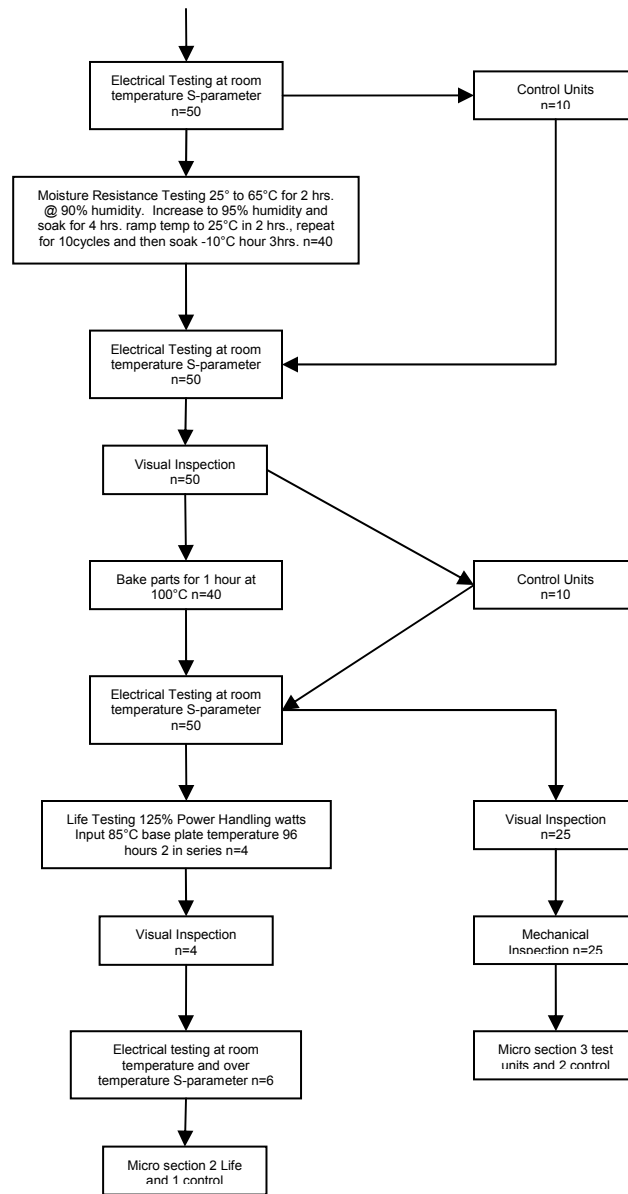 Electrical Testing at room
temperature S-parameter
n=50
Control Units
n=10
Moisture Resistance Testing 25° to 65°C for 2 hrs.
@ 90% humidity.  Increase to 95% humidity and
soak for 4 hrs. ramp temp to 25°C in 2 hrs., repeat
for 10cycles and then soak -10°C hour 3hrs. n=40
Electrical Testing at room
temperature S-parameter
n=50
Visual Inspection
n=50
Bake parts for 1 hour at
100°C n=40
Control Units
n=10
Electrical Testing at room
temperature S-parameter
n=50
Life Testing 125% Power Handling watts
Input 85°C base plate temperature 96
hours 2 in series n=4
Visual Inspection
n=25
Visual Inspection
n=4
Mechanical
Inspection n=25
Electrical testing at room
temperature and over
temperature S-parameter n=6
Micro section 3 test
units and 2 control
Micro section 2 Life
and 1 control